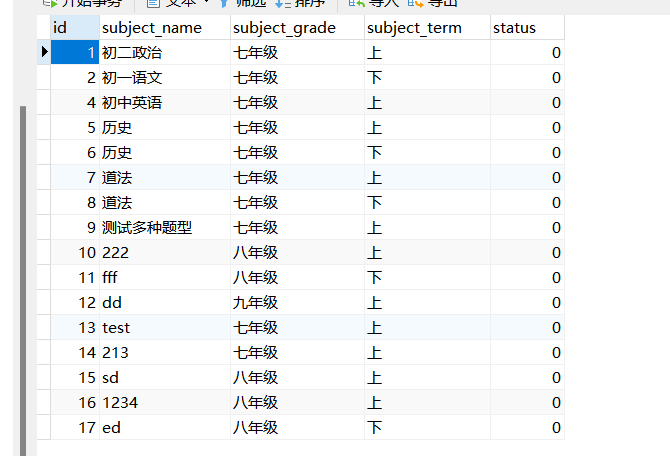 开始事务 文本 筛选 排序 导入 导出
id subject_name subject_grade subject_term status
1 初二政治 七年级 上 0
2 初一语文 七年级 下 0
4 初中英语 七年级 上 0
5 历史 七年级 上 0
6 历史 七年级 下 0
7 道法 七年级 上 0
8 道法 七年级 下 0
9 测试多种题型 七年级 上 0
10 222 八年级 上 0
11 fff 八年级 下 0
12 dd 九年级 上 0
13 test 七年级 上 0
14 213 七年级 上 0
15 sd 八年级 上 0
16 1234 八年级 上 0
17 ed 八年级 下 0